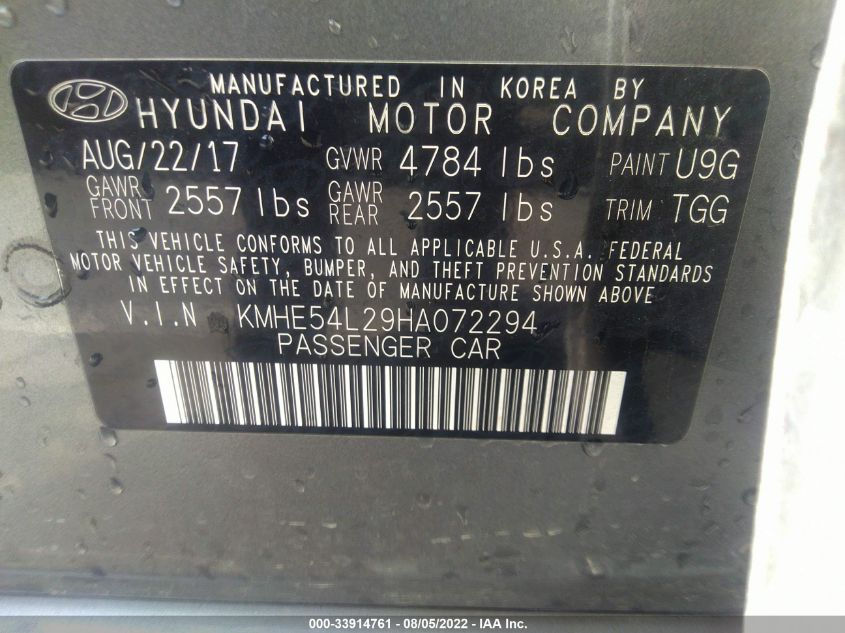 MANUFACTURED IN KOREA BY
HYUNDAI MOTOR COMPANY
AUG/22/17 GVWR 4784 lbs PAINT U9G
GAWR FRONT 2557 lbs GAWR REAR 2557 lbs TRIM TGG
THIS VEHICLE CONFORMS TO ALL APPLICABLE U.S.A. FEDERAL
MOTOR VEHICLE SAFETY, BUMPER, AND THEFT PREVENTION STANDARDS
IN EFFECT ON THE DATE OF MANUFACTURE SHOWN ABOVE
V.I.N KMHE54L29HA072294
PASSENGER CAR
000-33914761 - 08/05/2022 - IAA Inc.